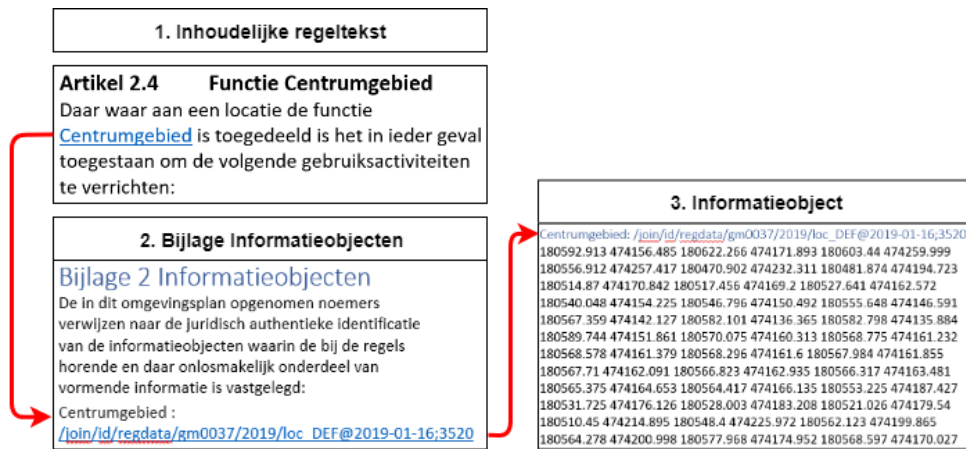 1. Inhoudelijke regeltekst
Artikel 2.4 Functie Centrumgebied
Daar waar aan een locatie de functie
Centrumgebied is toegedeeld is het in ieder geval
toegestaan om de volgende gebruiksactiviteiten
te verrichten:
2. Bijlage Informatieobjecten
Bijlage 2 Informatieobjecten
De in dit omgevingsplan opgenomen noemers
verwijzen naar de juridisch authentieke identificatie
van de informatieobjecten waarin de bij de regels
horende en daar onlosmakelijk onderdeel van
vormende informatie is vastgelegd:
Centrumgebied :
/join/id/regdata/gm0037/2019/loc_DEF@2019-01-16;3520
3. Informatieobject
Centrumgebied: /join/id/regdata/gm0037/2019/loc_DEF@2019-01-16;3520
180592.913 474156.485 180622.266 474171.893 180603.44 474259.999
180556.912 474257.417 180470.902 474232.311 180481.874 474194.723
180514.87 474170.842 180517.456 474169.2 180527.641 474162.572
180540.048 474154.225 180546.796 474150.492 180555.648 474146.591
180567.359 474142.127 180582.101 474136.365 180582.798 474135.884
180589.744 474151.861 180570.075 474160.313 180568.775 474161.232
180568.578 474161.379 180568.296 474161.6 180567.984 474161.855
180567.71 474162.091 180566.823 474162.935 180566.317 474163.481
180565.375 474164.653 180564.417 474166.135 180553.225 474187.427
180531.725 474176.126 180528.003 474183.208 180521.026 474179.54
180510.45 474214.895 180548.4 474225.972 180562.123 474199.865
180564.278 474200.998 180577.968 474174.952 180568.597 474170.027